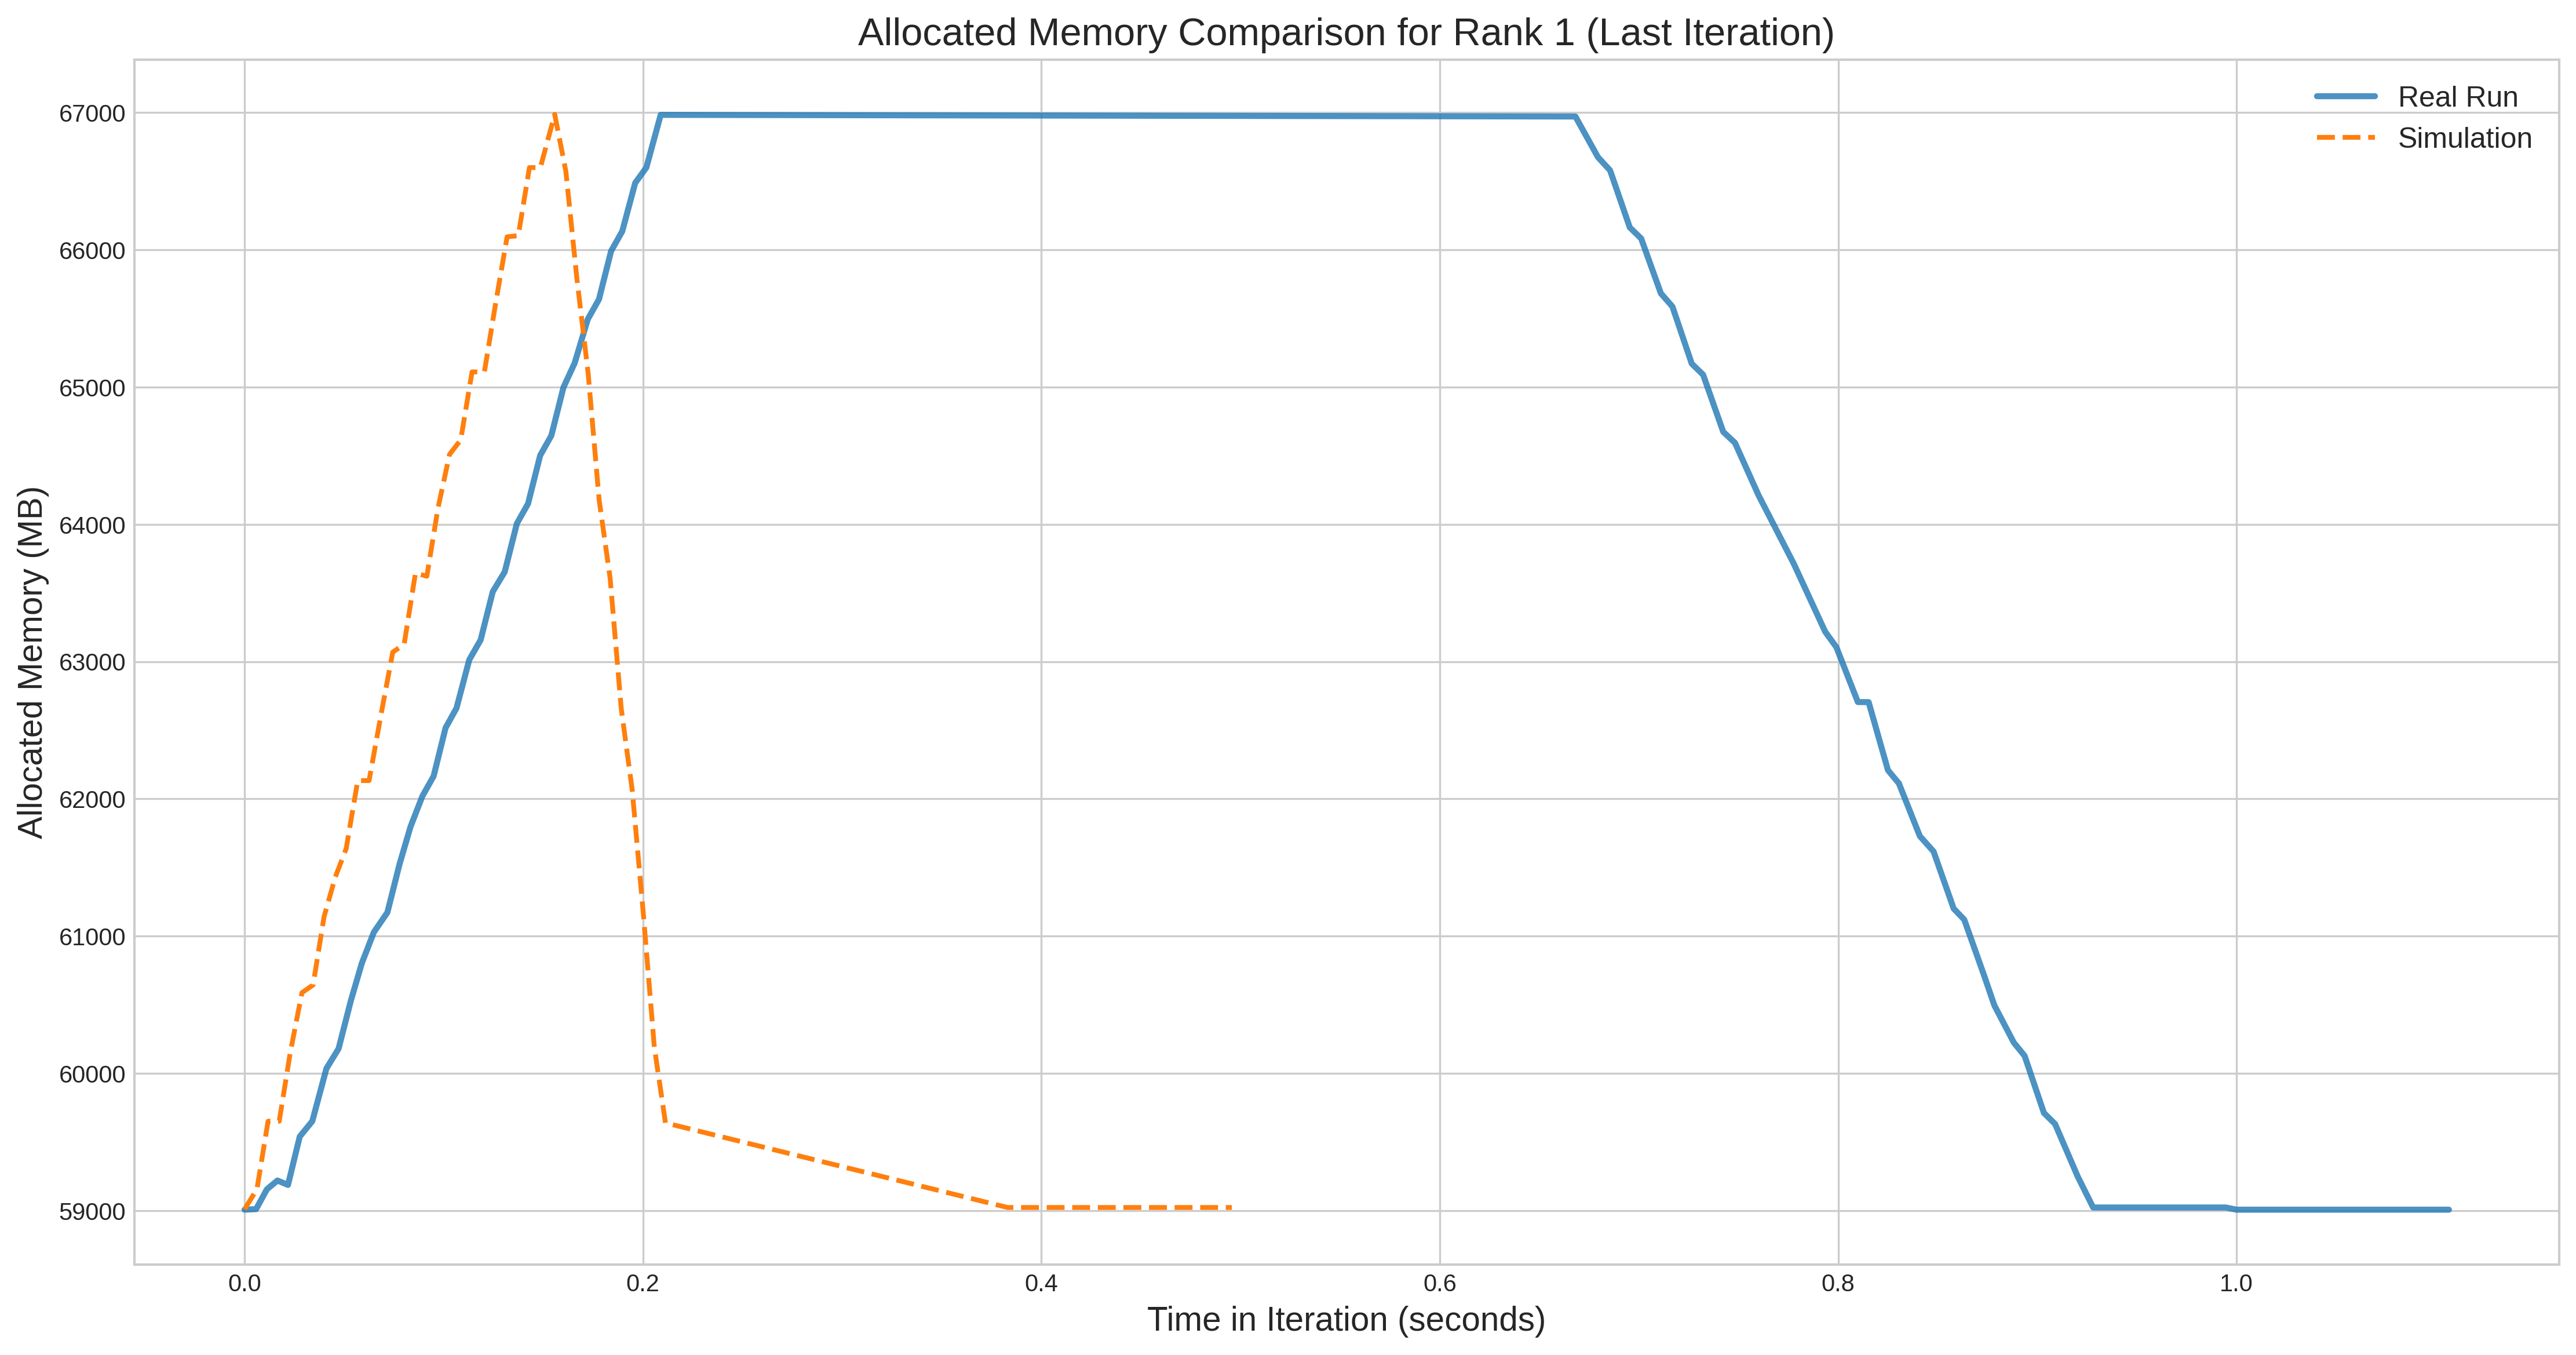 Allocated Memory Comparison for Rank 1 (Last Iteration)
Real Run
Simulation
Allocated Memory (MB)
67000
66000
65000
64000
63000
62000
61000
60000
59000
0.0 0.2 0.4 0.6 0.8 1.0
Time in Iteration (seconds)